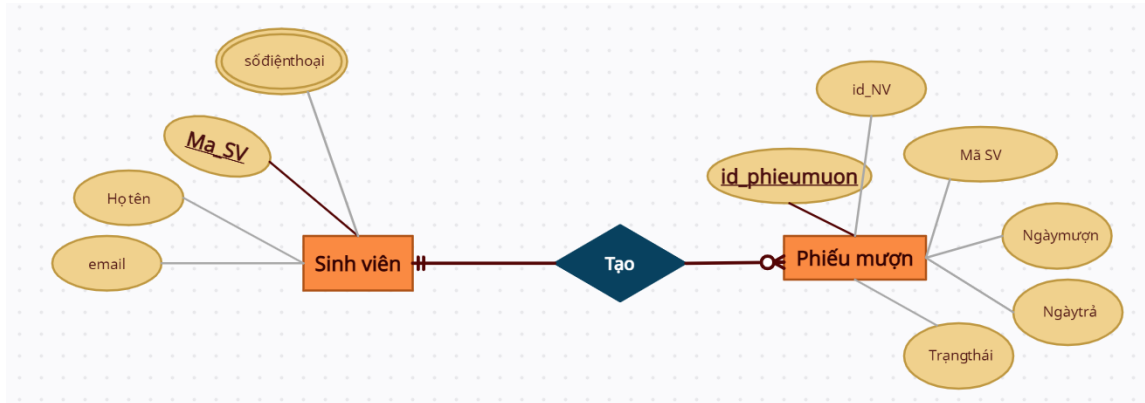 sốđiệnthoại
id_NV
Ma_SV
Mã SV
id_phieumuon
Họ tên
Ngàymượn
email
Sinh viên
Tạo
Phiếu mượn
Ngàytrả
Trạngthái